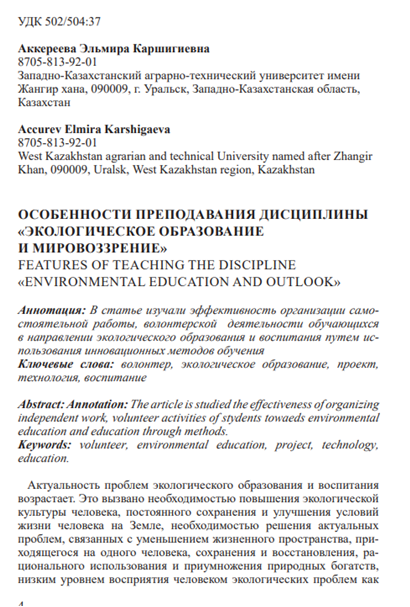 УДК 502/504:37
Аккереева Эльмира Каршигиевна
8705-813-92-01
Западно-Казахстанский аграрно-технический университет имени
Жангир хана, 090009, г. Уральск, Западно-Казахстанская область,
Казахстан
Accurev Elmira Karshigaeva
8705-813-92-01
West Kazakhstan agrarian and technical University named after Zhangir
Khan, 090009, Uralsk, West Kazakhstan region, Kazakhstan
ОСОБЕННОСТИ ПРЕПОДАВАНИЯ ДИСЦИПЛИНЫ
«ЭКОЛОГИЧЕСКОЕ ОБРАЗОВАНИЕ
И МИРОВОЗЗРЕНИЕ»
FEATURES OF TEACHING THE DISCIPLINE
«ENVIRONMENTAL EDUCATION AND OUTLOOK»
Аннотация: В статье изучали эффективность организации само-
стоятельной работы, волонтерской деятельности обучающихся
в направлении экологического образования и воспитания путем ис-
пользования инновационных методов обучения
Ключевые слова: волонтер, экологическое образование, проект,
технология, воспитание
Abstract: Annotation: The article is studied the effectiveness of organizing
independent work, volunteer activities of stydents towaeds environmental
education and education through methods.
Keywords: volunteer, environmental education, project, technology,
education.
Актуальность проблем экологического образования и воспитания
возрастает. Это вызвано необходимостью повышения экологической
культуры человека, постоянного сохранения и улучшения условий
жизни человека на Земле, необходимостью решения актуальных
проблем, связанных с уменьшением жизненного пространства, при-
ходящегося на одного человека, сохранения и восстановления, ра-
ционального использования и приумножения природных богатств,
низким уровнем восприятия человеком экологических проблем как
4